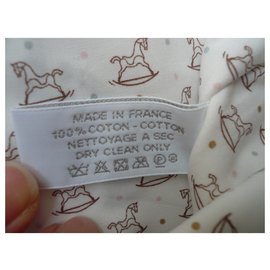 MADE IN FRANCE
100% COTON - COTTON
NETTOYAGE A SEC
DRY CLEAN ONLY